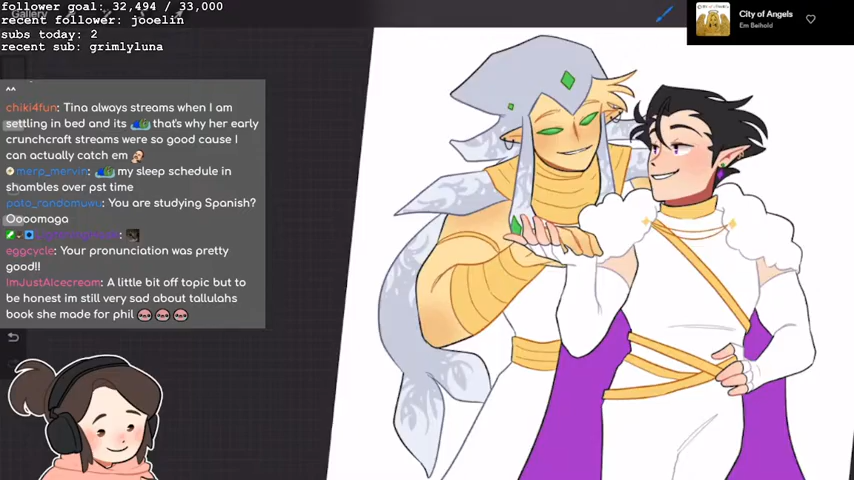 follower goal: 32,494 / 33,000
Gallery
recent follower: jooelin
subs today: 2
recent sub: grimlyluna
City of Angels
Em Beihold
^^
chiki4fun: Tina always streams when I am
settling in bed and its that's why her early
crunchcraft streams were so good cause I
can actually catch em
merp_mervin: my sleep schedule in
shambles over pst time
pato_randomuwu: You are studying Spanish?
Oooomaga
eggcycle: Your pronunciation was pretty
good!!
ImJustAIcecream: A little bit off topic but to
be honest im still very sad about tallulahs
book she made for phil